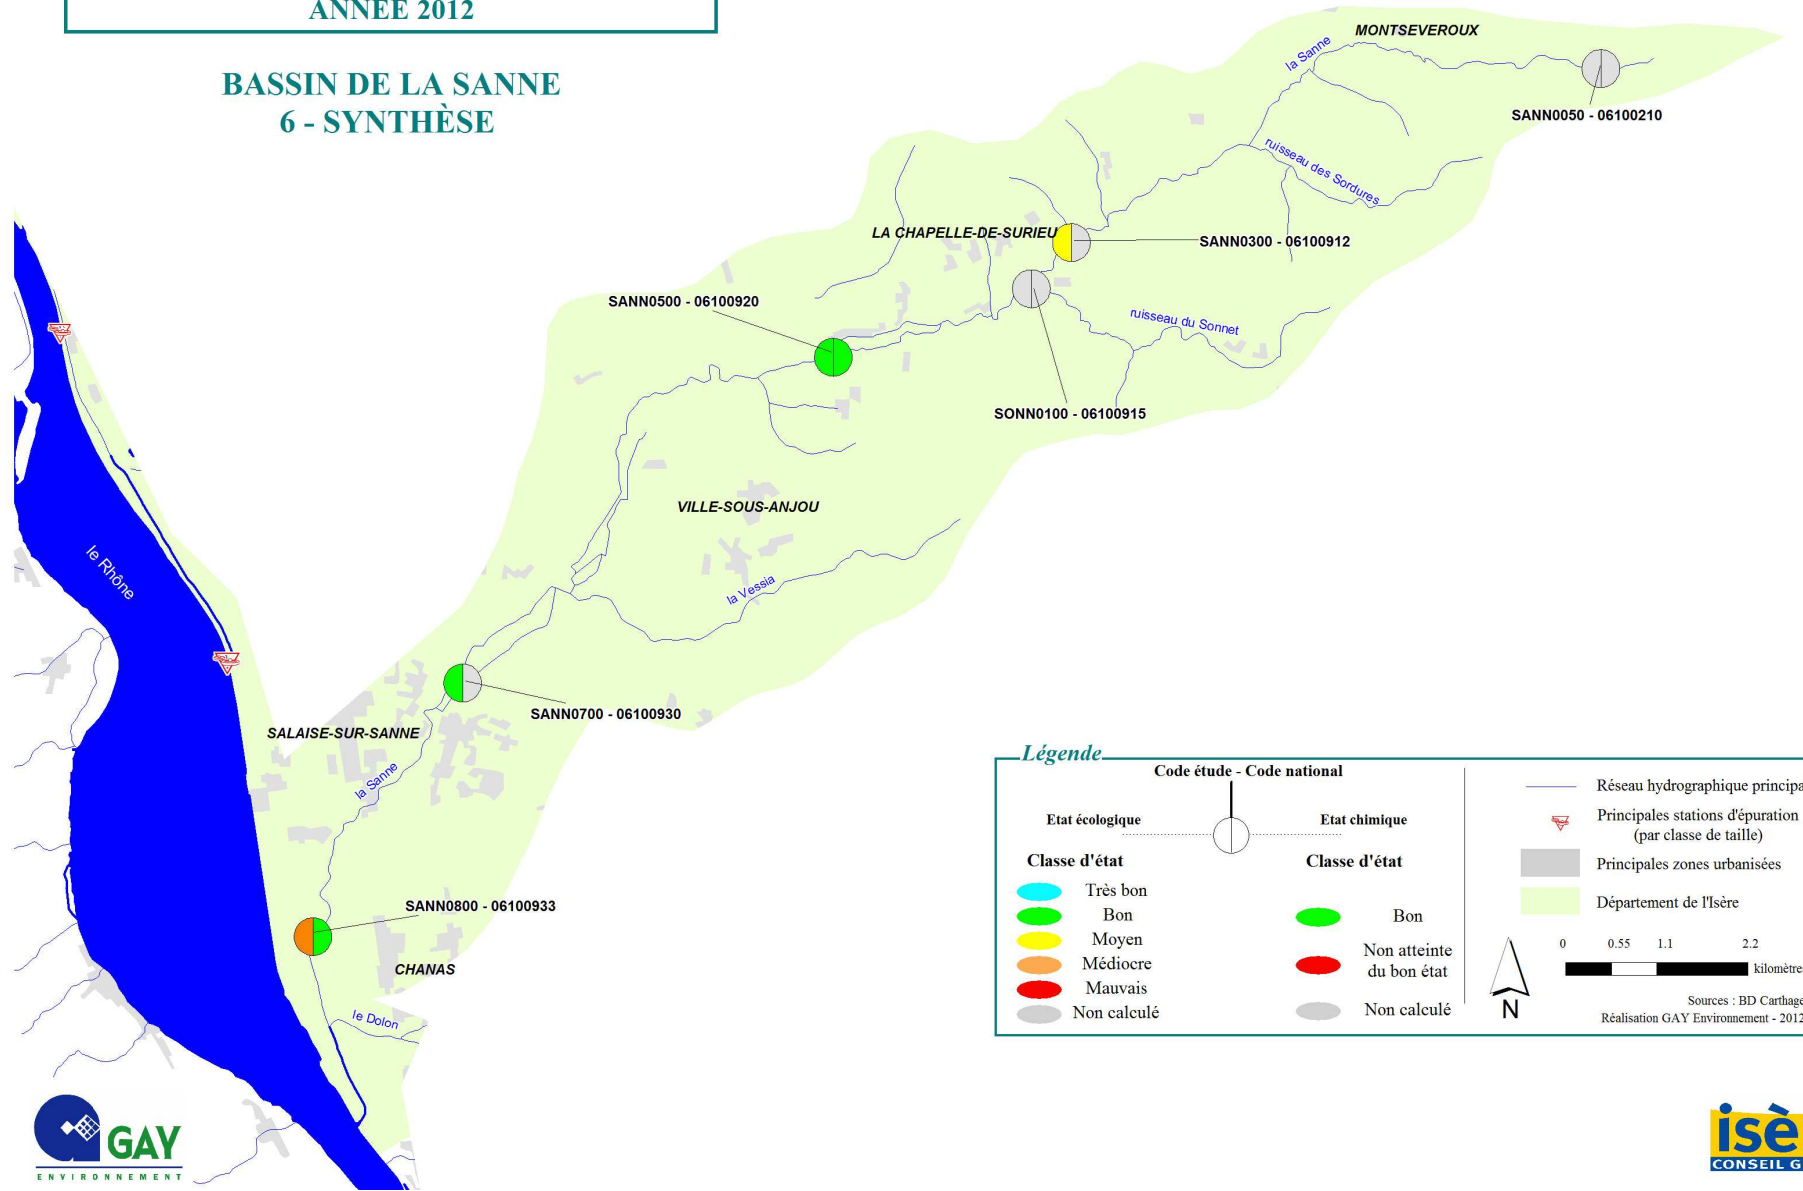 ANNÉE 2012
BASSIN DE LA SANNE
6 - SYNTHÈSE
MONTSEVEROUX
la Sanne
SANN0050 - 06100210
ruisseau des Sordures
LA CHAPELLE-DE-SURIEU
SANN0300 - 06100912
SANN0500 - 06100920
ruisseau du Sonnet
SONN0100 - 06100915
VILLE-SOUS-ANJOU
le Rhône
la Vessia
SANN0700 - 06100930
SALAISE-SUR-SANNE
la Sanne
SANN0800 - 06100933
CHANAS
le Dolon
Légende
Code étude - Code national
Etat écologique
Etat chimique
Classe d'état
Très bon
Bon
Moyen
Médiocre
Mauvais
Non calculé
Classe d'état
Bon
Non atteinte
du bon état
Non calculé
Réseau hydrographique principa
Principales stations d'épuration
(par classe de taille)
Principales zones urbanisées
Département de l'Isère
0 0.55 1.1 2.2
kilomètre
N
Sources : BD Carthage
Réalisation GAY Environnement - 2012
GAY
ENVIRONNEMENT
isè
CONSEIL G